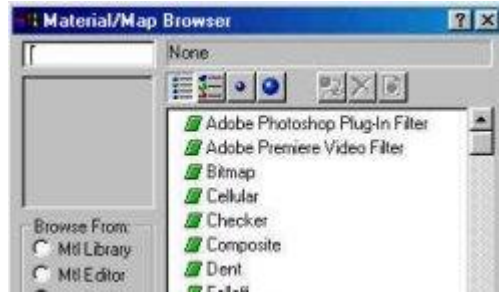 Material/Map Browser
None
Adobe Photoshop Plug-In Filter
Adobe Premiere Video Filter
Bitmap
Cellular
Checker
Composite
Dent
Falloff
Browse From:
Mtl Library
Mtl Editor